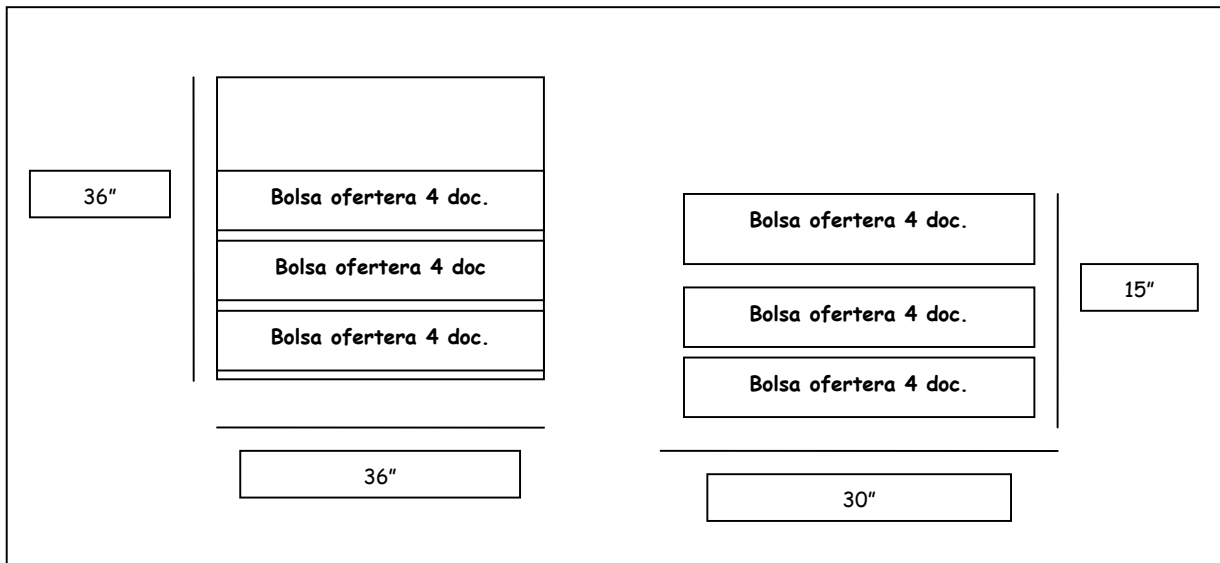 36"
Bolsa ofertera 4 doc.
Bolsa ofertera 4 doc
Bolsa ofertera 4 doc.
36"
Bolsa ofertera 4 doc.
Bolsa ofertera 4 doc.
Bolsa ofertera 4 doc.
15"
30"